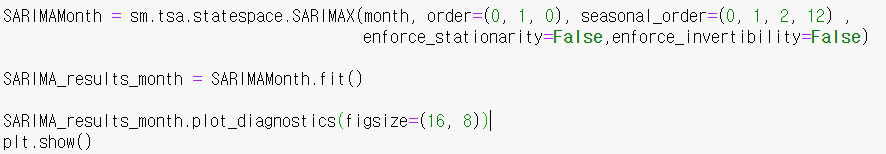 SARIMAMonth = sm.tsa.statespace.SARIMAX(month, order=(0, 1, 0), seasonal_order=(0, 1, 2, 12) ,
enforce_stationarity=False,enforce_invertibility=False)
SARIMA_results_month = SARIMAMonth.fit()
SARIMA_results_month.plot_diagnostics(figsize=(16, 8))
plt.show()